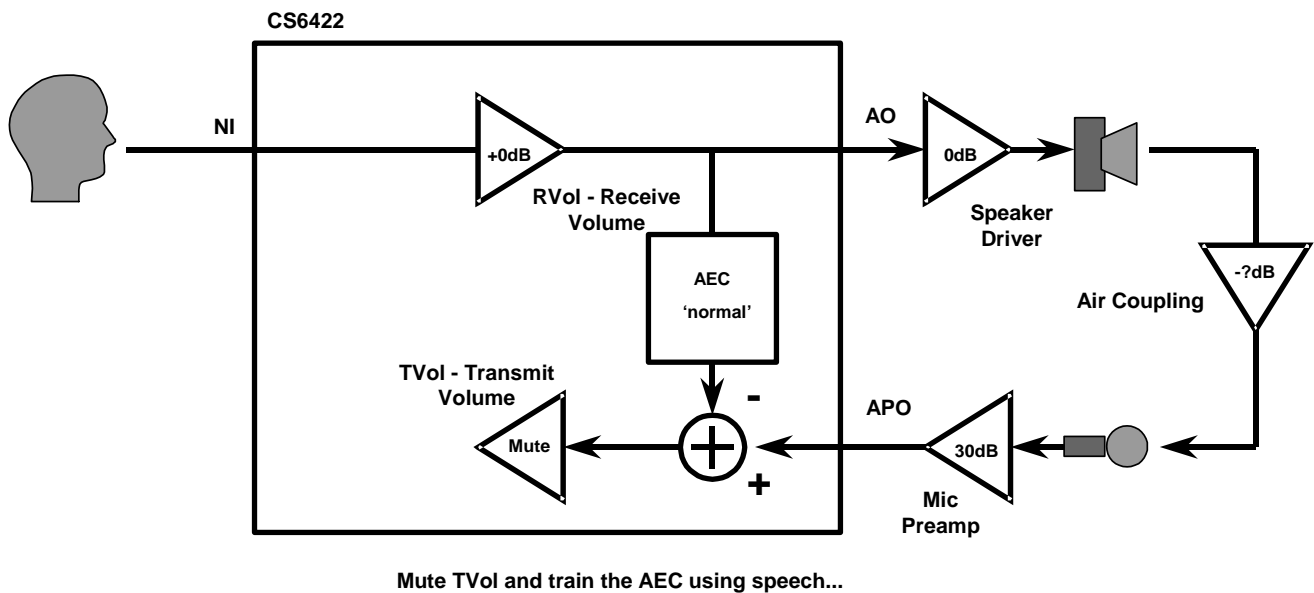 CS6422
NI
+0dB
RVol - Receive
Volume
AO
0dB
Speaker
Driver
-?dB
Air Coupling
AEC
‘normal’
TVol - Transmit
Volume
Mute
-
+
APO
30dB
Mic
Preamp
Mute TVol and train the AEC using speech...